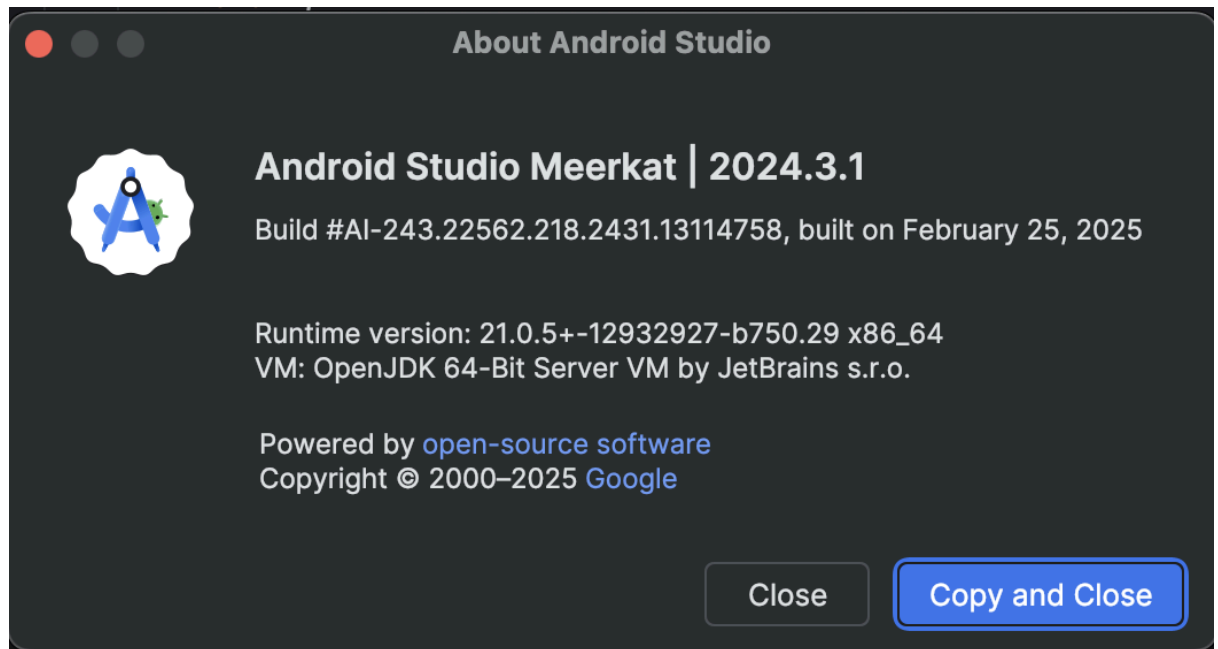 About Android Studio
Android Studio Meerkat | 2024.3.1
Build #AI-243.22562.218.2431.13114758, built on February 25, 2025
Runtime version: 21.0.5+-12932927-b750.29 x86_64
VM: OpenJDK 64-Bit Server VM by JetBrains s.r.o.
Powered by open-source software
Copyright © 2000–2025 Google
Close
Copy and Close